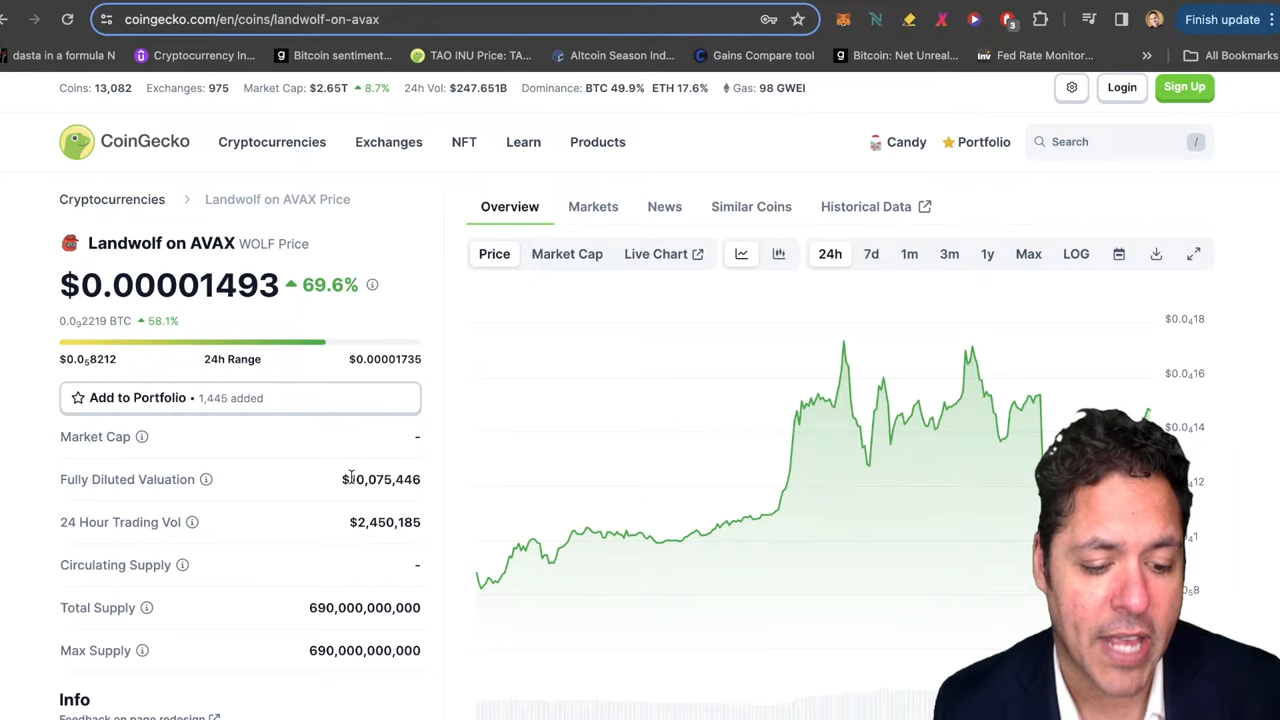 coingecko.com/en/coins/landwolf-on-avax
Finish update
3
dasta in a formula N
Cryptocurrency In...
Bitcoin sentiment...
TAO INU Price: TA...
Altcoin Season Ind...
Gains Compare tool
Bitcoin: Net Unreal...
Fed Rate Monitor...
»
All Bookmarks
Coins: 13,082 Exchanges: 975 Market Cap: $2.65T 8.7% 24h Vol: $247.651B Dominance: BTC 49.9% ETH 17.6% Gas: 98 GWEI
Login
Sign Up
CoinGecko
Cryptocurrencies Exchanges NFT Learn Products
Candy Portfolio Search /
Cryptocurrencies > Landwolf on AVAX Price
Landwolf on AVAX WOLF Price
$0.00001493 69.6%
0.0₉2219 BTC 58.1%
$0.0₅8212 24h Range $0.00001735
Add to Portfolio • 1,445 added
Market Cap -
Fully Diluted Valuation $10,075,446
24 Hour Trading Vol $2,450,185
Circulating Supply -
Total Supply 690,000,000,000
Max Supply 690,000,000,000
Info
Feedback on page redesign
Overview Markets News Similar Coins Historical Data
Price Market Cap Live Chart 24h 7d 1m 3m 1y Max LOG
$0.0₄18
$0.0₄16
$0.0₄14